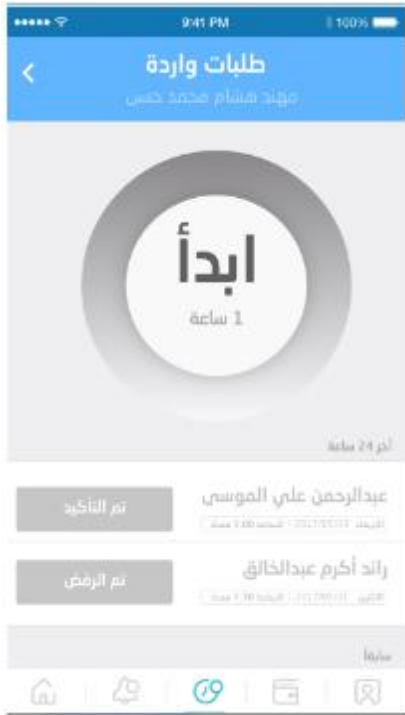 9:41 PM
100%
طلبات واردة
مهند هشام محمد حسن
ابدأ
1 ساعة
آخر 24 ساعة
عبدالرحمن علي الموسى
تم التأكيد
رائد أكرم عبدالخالق
تم الرفض
سابقاً